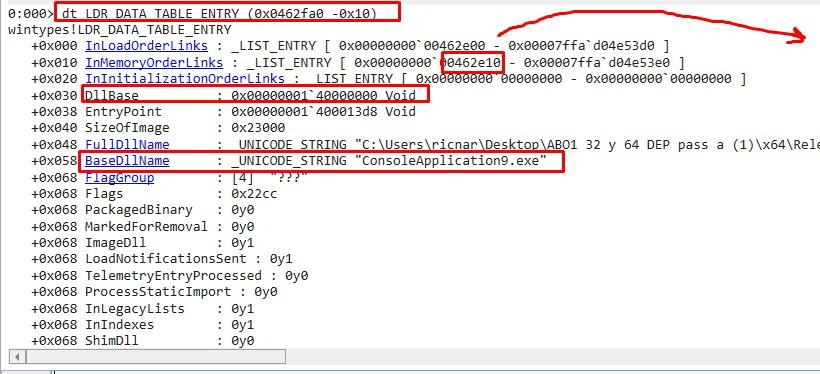 0:000> dt LDR_DATA_TABLE_ENTRY (0x0462fa0 -0x10)
wintypes!LDR_DATA_TABLE_ENTRY
+0x000 InLoadOrderLinks : _LIST_ENTRY [ 0x00000000`00462e00 - 0x00007ffa`d04e53d0 ]
+0x010 InMemoryOrderLinks : _LIST_ENTRY [ 0x00000000`00462e10 - 0x00007ffa`d04e53e0 ]
+0x020 InInitializationOrderLinks : _LIST_ENTRY [ 0x00000000`00000000 - 0x00000000`00000000 ]
+0x030 DllBase : 0x00000001`40000000 Void
+0x038 EntryPoint : 0x00000001`400013d8 Void
+0x040 SizeOfImage : 0x23000
+0x048 FullDllName : _UNICODE_STRING "C:\Users\ricnar\Desktop\ABO1 32 y 64 DEP pass a (1)\x64\Rele
+0x058 BaseDllName : _UNICODE_STRING "ConsoleApplication9.exe"
+0x068 FlagGroup : [4] "???"
+0x068 Flags : 0x22cc
+0x068 PackagedBinary : 0y0
+0x068 MarkedForRemoval : 0y0
+0x068 ImageDll : 0y1
+0x068 LoadNotificationsSent : 0y1
+0x068 TelemetryEntryProcessed : 0y0
+0x068 ProcessStaticImport : 0y0
+0x068 InLegacyLists : 0y1
+0x068 InIndexes : 0y1
+0x068 ShimDll : 0y0